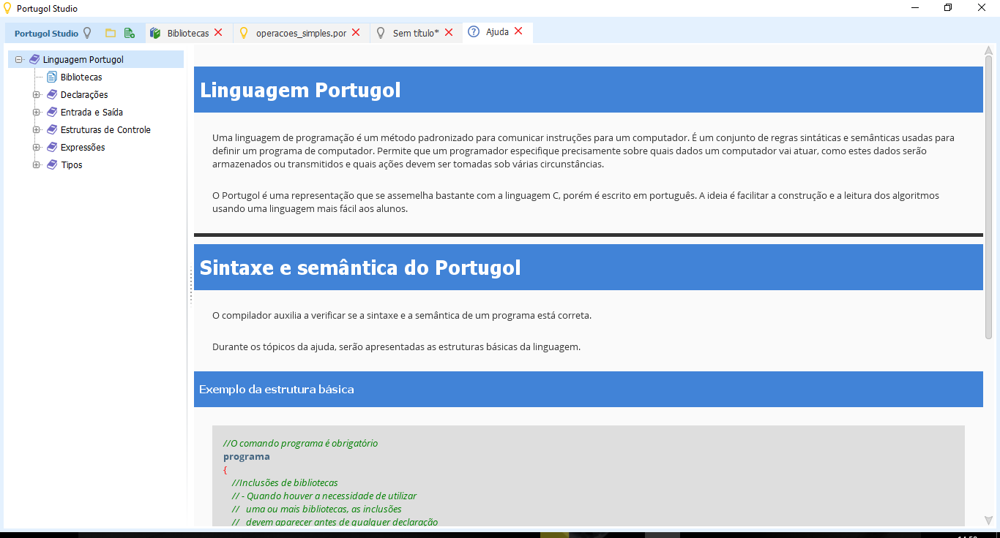 Portugol Studio
Portugol Studio
Bibliotecas
operacoes_simples.por
Sem título*
Ajuda
Linguagem Portugol
Bibliotecas
Declarações
Entrada e Saída
Estruturas de Controle
Expressões
Tipos
Linguagem Portugol
Uma linguagem de programação é um método padronizado para comunicar instruções para um computador. É um conjunto de regras sintáticas e semânticas usadas para
definir um programa de computador. Permite que um programador especifique precisamente sobre quais dados um computador vai atuar, como estes dados serão
armazenados ou transmitidos e quais ações devem ser tomadas sob várias circunstâncias.
O Portugol é uma representação que se assemelha bastante com a linguagem C, porém é escrito em português. A ideia é facilitar a construção e a leitura dos algoritmos
usando uma linguagem mais fácil aos alunos.
Sintaxe e semântica do Portugol
O compilador auxilia a verificar se a sintaxe e a semântica de um programa está correta.
Durante os tópicos da ajuda, serão apresentadas as estruturas básicas da linguagem.
Exemplo da estrutura básica
//O comando programa é obrigatório
programa
{
//Inclusões de bibliotecas
// - Quando houver a necessidade de utilizar
// uma ou mais bibliotecas, as inclusões
// devem aparecer antes de qualquer declaração